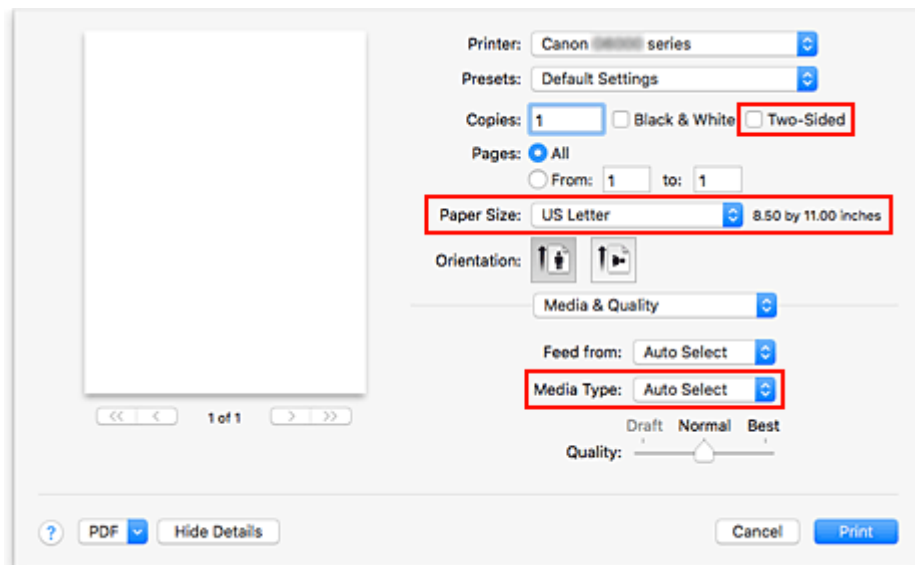 Printer: Canon series
Presets: Default Settings
Copies: 1 Black & White Two-Sided
Pages: All
From: 1 to: 1
Paper Size: US Letter 8.50 by 11.00 inches
Orientation:
Media & Quality
Feed from: Auto Select
Media Type: Auto Select
Draft Normal Best
Quality:
<< < 1 of 1 > >>
? PDF Hide Details Cancel Print